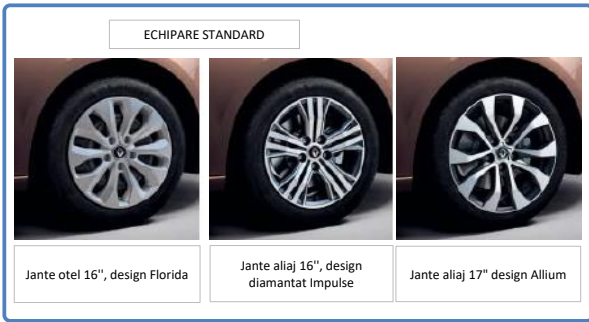 ECHIPARE STANDARD
Jante otel 16'', design Florida
Jante aliaj 16'', design
diamantat Impulse
Jante aliaj 17" design Allium